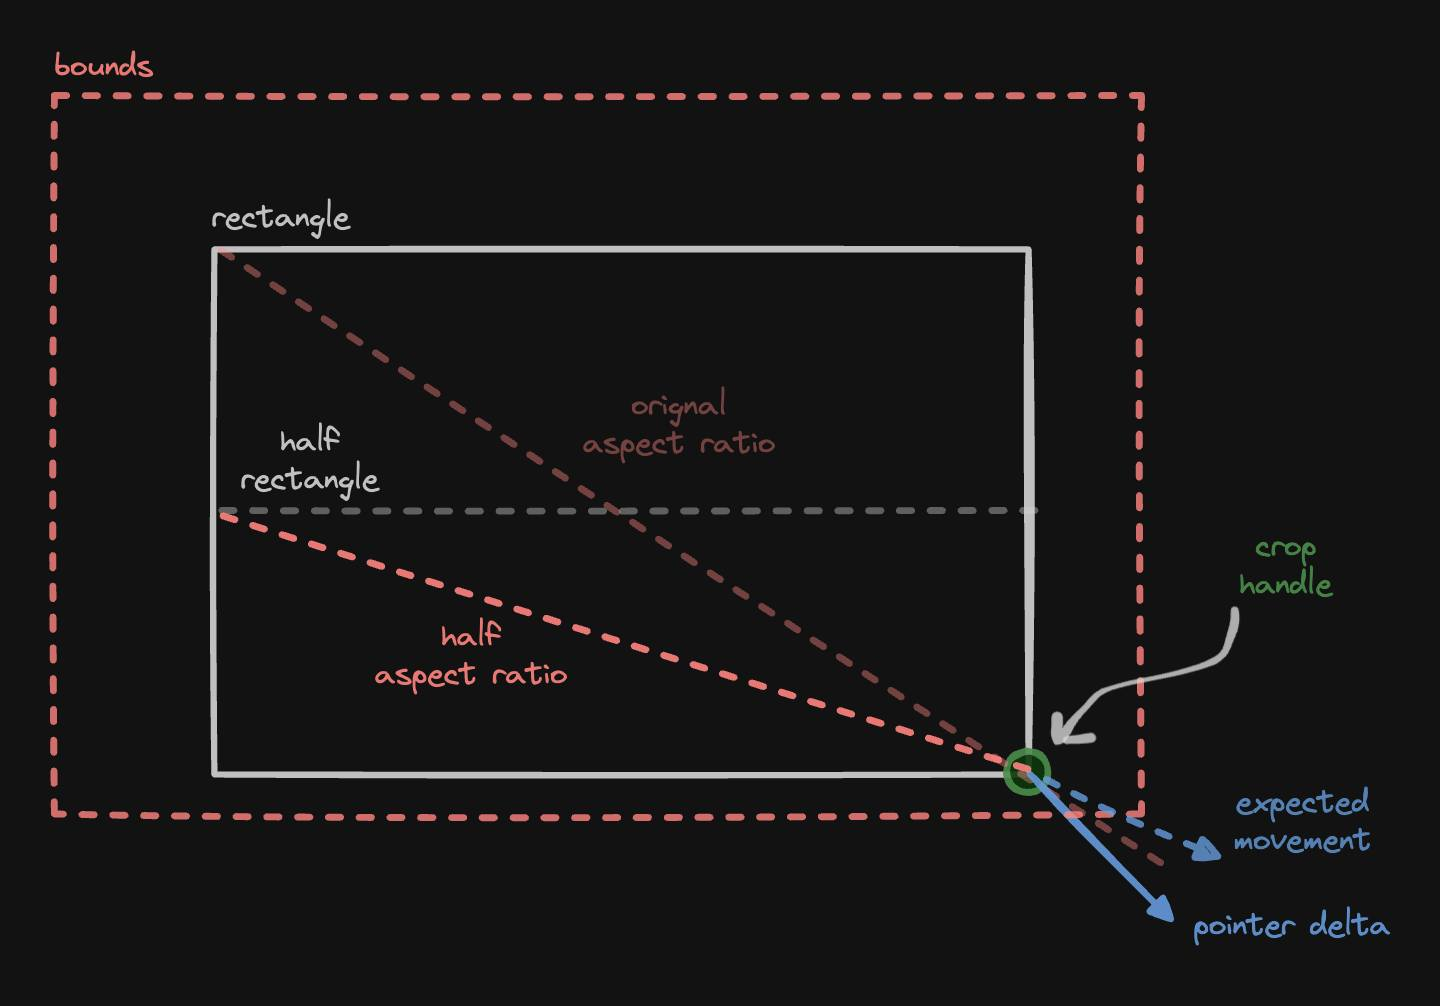 bounds
rectangle
orignal
aspect ratio
half
rectangle
crop
handle
half
aspect ratio
expected
movement
pointer delta